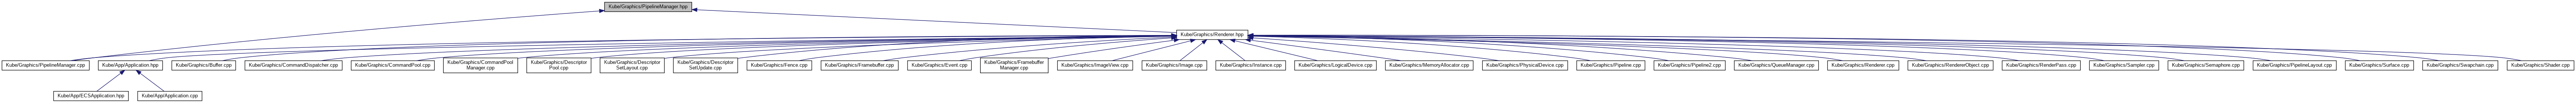 Kube/Graphics/PipelineManager.hpp
Kube/Graphics/Renderer.hpp
Kube/Graphics/PipelineManager.cpp
Kube/App/Application.hpp
Kube/Graphics/Buffer.cpp
Kube/Graphics/CommandDispatcher.cpp
Kube/Graphics/CommandPool.cpp
Kube/Graphics/CommandPool
Manager.cpp
Kube/Graphics/Descriptor
Pool.cpp
Kube/Graphics/Descriptor
SetLayout.cpp
Kube/Graphics/Descriptor
SetUpdate.cpp
Kube/Graphics/Fence.cpp
Kube/Graphics/Framebuffer.cpp
Kube/Graphics/Event.cpp
Kube/Graphics/Framebuffer
Manager.cpp
Kube/Graphics/ImageView.cpp
Kube/Graphics/Image.cpp
Kube/Graphics/Instance.cpp
Kube/Graphics/LogicalDevice.cpp
Kube/Graphics/MemoryAllocator.cpp
Kube/Graphics/PhysicalDevice.cpp
Kube/Graphics/Pipeline.cpp
Kube/Graphics/Pipeline2.cpp
Kube/Graphics/QueueManager.cpp
Kube/Graphics/Renderer.cpp
Kube/Graphics/RendererObject.cpp
Kube/Graphics/RenderPass.cpp
Kube/Graphics/Sampler.cpp
Kube/Graphics/Semaphore.cpp
Kube/Graphics/PipelineLayout.cpp
Kube/Graphics/Surface.cpp
Kube/Graphics/Swapchain.cpp
Kube/Graphics/Shader.cpp
Kube/App/ECSApplication.hpp
Kube/App/Application.cpp